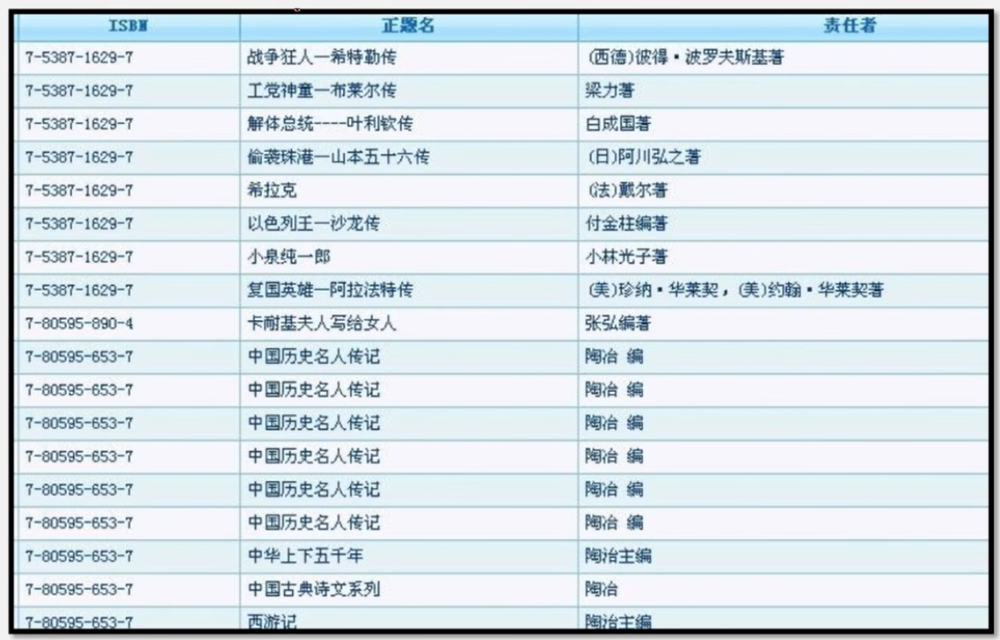 ISBN 正题名 责任者
7-5387-1629-7 战争狂人—希特勒传 (西德)彼得·波罗夫斯基著
7-5387-1629-7 工党神童—布莱尔传 梁力著
7-5387-1629-7 解体总统----叶利钦传 白成国著
7-5387-1629-7 偷袭珠港—山本五十六传 (日)阿川弘之著
7-5387-1629-7 希拉克 (法)戴尔著
7-5387-1629-7 以色列王—沙龙传 付金柱编著
7-5387-1629-7 小泉纯一郎 小林光子著
7-5387-1629-7 复国英雄—阿拉法特传 (美)珍纳·华莱契，(美)约翰·华莱契著
7-80595-890-4 卡耐基夫人写给女人 张弘编著
7-80595-653-7 中国历史名人传记 陶冶 编
7-80595-653-7 中国历史名人传记 陶冶 编
7-80595-653-7 中国历史名人传记 陶冶 编
7-80595-653-7 中国历史名人传记 陶冶 编
7-80595-653-7 中国历史名人传记 陶冶 编
7-80595-653-7 中国历史名人传记 陶冶 编
7-80595-653-7 中华上下五千年 陶治主编
7-80595-653-7 中国古典诗文系列 陶冶
7-80595-653-7 西游记 陶治主编